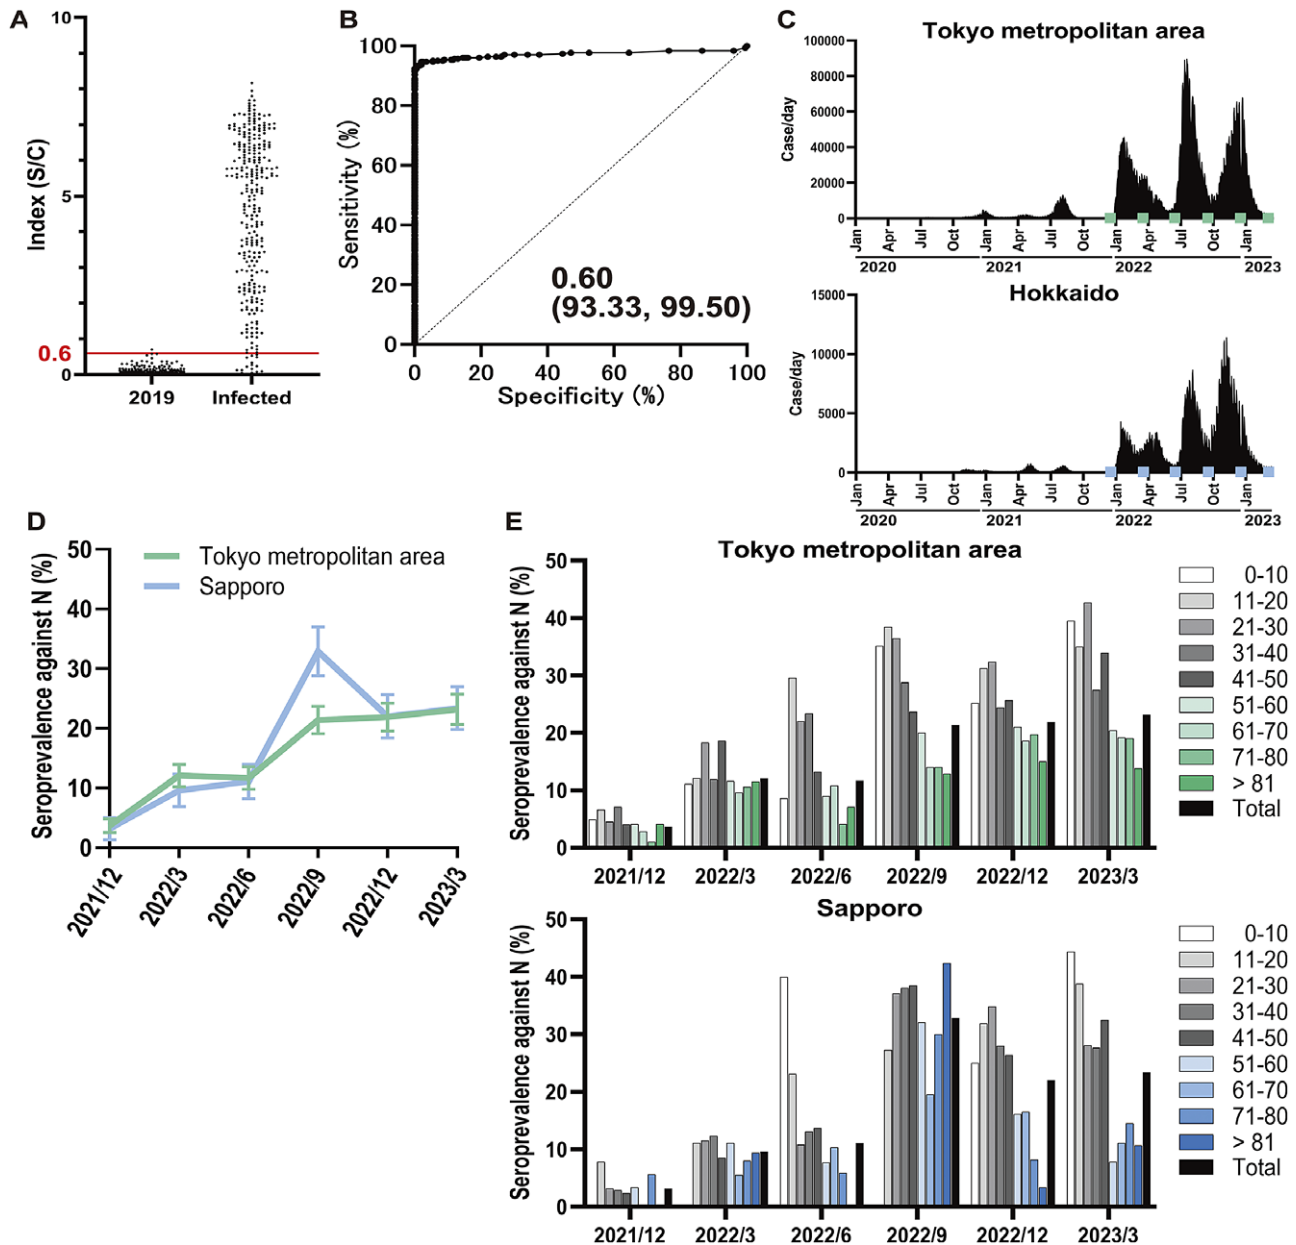 A
10
5
0
0.6
Index (S/C)
2019
Infected
B
100
80
60
40
20
0
Sensitivity (%)
0.60
(93.33, 99.50)
0
20
40
60
80
100
Specificity (%)
C
Tokyo metropolitan area
100000
80000
60000
40000
20000
0
Case/day
Jan
Apr
Jul
Oct
Jan
Apr
Jul
Oct
Jan
Apr
Jul
Oct
Jan
2020
2021
2022
2023
Hokkaido
15000
10000
5000
0
Case/day
Jan
Apr
Jul
Oct
Jan
Apr
Jul
Oct
Jan
Apr
Jul
Oct
Jan
2020
2021
2022
2023
D
50
40
30
20
10
0
Seroprevalence against N (%)
Tokyo metropolitan area
Sapporo
2021/12
2022/3
2022/6
2022/9
2022/12
2023/3
E
Tokyo metropolitan area
50
40
30
20
10
0
Seroprevalence against N (%)
2021/12
2022/3
2022/6
2022/9
2022/12
2023/3
0-10
11-20
21-30
31-40
41-50
51-60
61-70
71-80
> 81
Total
Sapporo
50
40
30
20
10
0
Seroprevalence against N (%)
2021/12
2022/3
2022/6
2022/9
2022/12
2023/3
0-10
11-20
21-30
31-40
41-50
51-60
61-70
71-80
> 81
Total